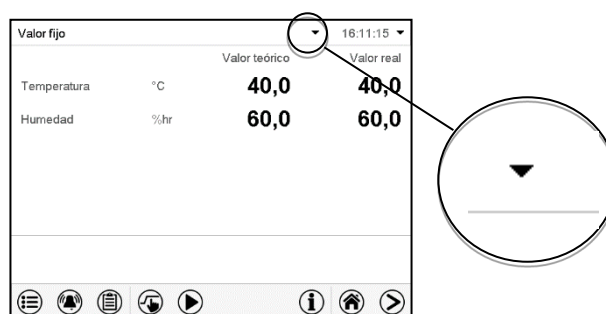 Valor fijo 16:11:15
Valor teórico Valor real
Temperatura °C 40,0 40,0
Humedad %hr 60,0 60,0